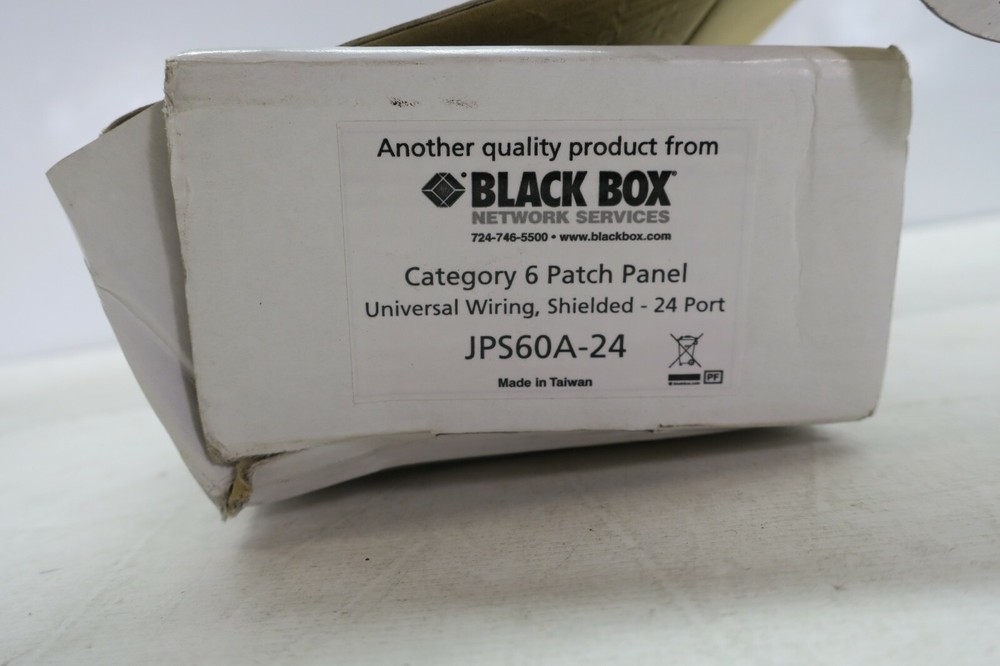 Another quality product from
BLACK BOX®
NETWORK SERVICES
724-746-5500 • www.blackbox.com
Category 6 Patch Panel
Universal Wiring, Shielded - 24 Port
JPS60A-24
PF
Made in Taiwan